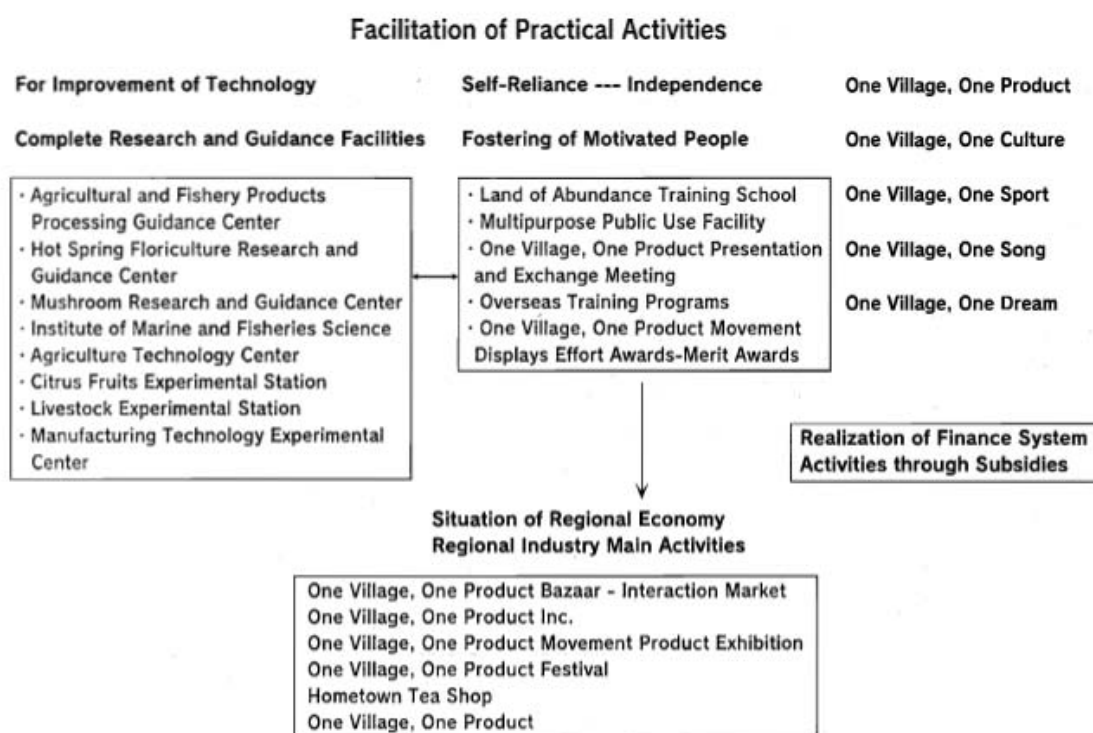 Facilitation of Practical Activities
For Improvement of Technology
Complete Research and Guidance Facilities
· Agricultural and Fishery Products
Processing Guidance Center
· Hot Spring Floriculture Research and
Guidance Center
· Mushroom Research and Guidance Center
· Institute of Marine and Fisheries Science
· Agriculture Technology Center
· Citrus Fruits Experimental Station
· Livestock Experimental Station
· Manufacturing Technology Experimental
Center
Self-Reliance --- Independence
Fostering of Motivated People
· Land of Abundance Training School
· Multipurpose Public Use Facility
· One Village, One Product Presentation
and Exchange Meeting
· Overseas Training Programs
· One Village, One Product Movement
Displays Effort Awards-Merit Awards
One Village, One Product
One Village, One Culture
One Village, One Sport
One Village, One Song
One Village, One Dream
Realization of Finance System
Activities through Subsidies
Situation of Regional Economy
Regional Industry Main Activities
One Village, One Product Bazaar - Interaction Market
One Village, One Product Inc.
One Village, One Product Movement Product Exhibition
One Village, One Product Festival
Hometown Tea Shop
One Village, One Product